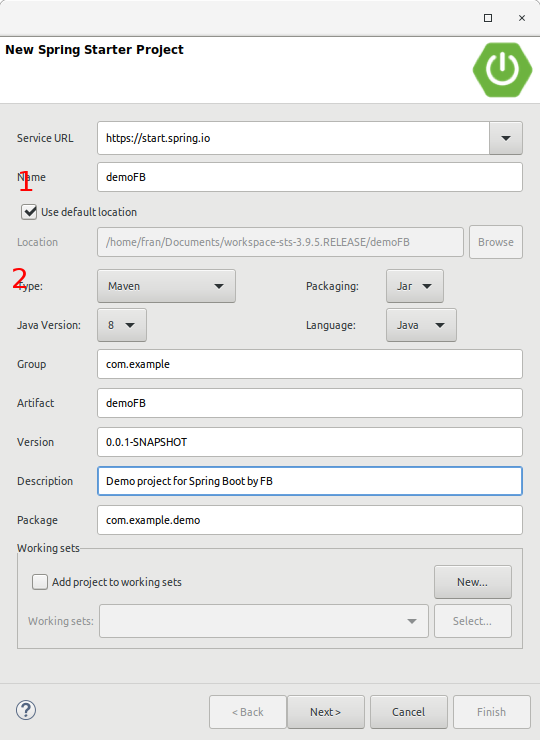 New Spring Starter Project
Service URL https://start.spring.io
Name demoFB
1
Use default location
Location /home/fran/Documents/workspace-sts-3.9.5.RELEASE/demoFB Browse
2
Type: Maven Packaging: Jar
Java Version: 8 Language: Java
Group com.example
Artifact demoFB
Version 0.0.1-SNAPSHOT
Description Demo project for Spring Boot by FB
Package com.example.demo
Working sets
Add project to working sets New...
Working sets: Select...
? < Back Next > Cancel Finish